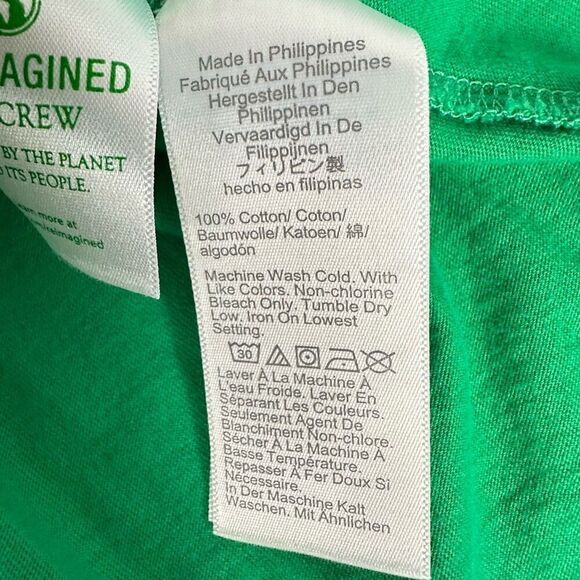 AGINED
CREW
BY THE PLANET
ITS PEOPLE.
more at
/reimagined
Made In Philippines
Fabriqué Aux Philippines
Hergestellt In Den
Philippinen
Vervaardigd In De
Filippijnen
フィリピン製
hecho en filipinas
100% Cotton/ Coton/
Baumwolle/ Katoen/ 綿/
algodón
Machine Wash Cold. With
Like Colors. Non-chlorine
Bleach Only. Tumble Dry
Low. Iron On Lowest
Setting.
30
Laver À La Machine À
L'eau Froide. Laver En
Séparant Les Couleurs.
Seulement Agent De
Blanchiment Non-chlore.
Sécher À La Machine À
Basse Température.
Repasser À Fer Doux Si
Nécessaire.
In Der Maschine Kalt
Waschen. Mit Ähnlichen